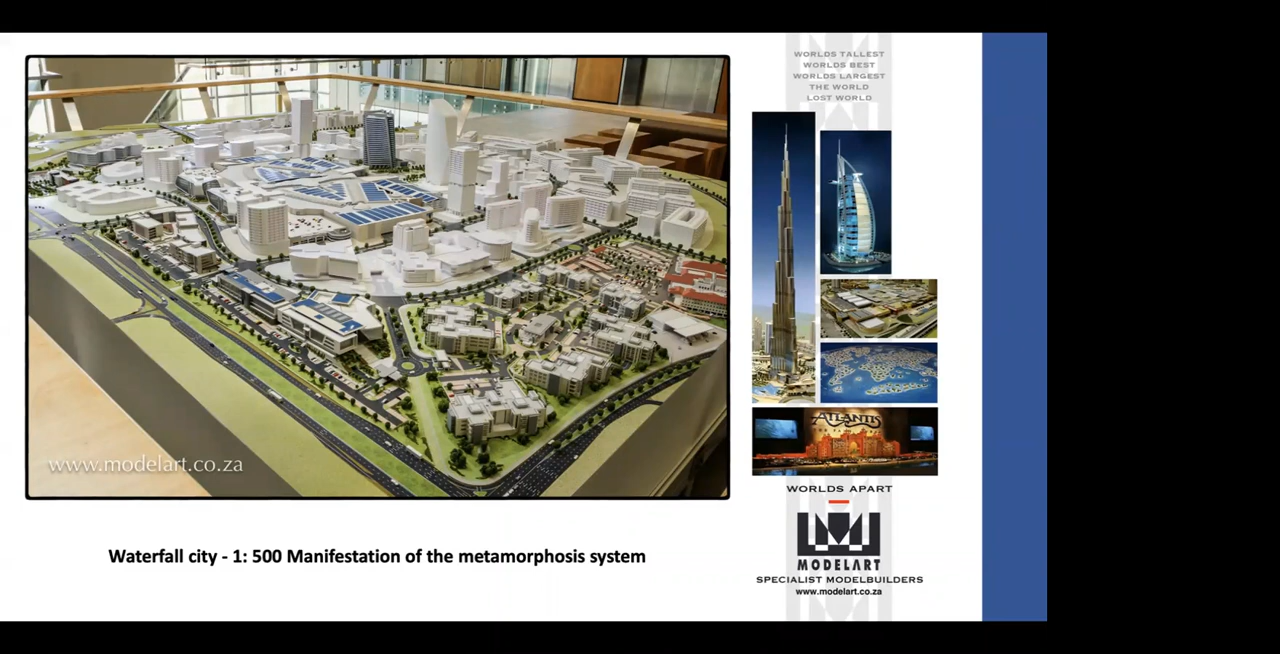 www.modelart.co.za
Waterfall city - 1: 500 Manifestation of the metamorphosis system
WORLDS TALLEST
WORLDS BEST
WORLDS LARGEST
THE WORLD
LOST WORLD
ATLANTIS
WORLDS APART
MODELART
SPECIALIST MODELBUILDERS
www.modelart.co.za